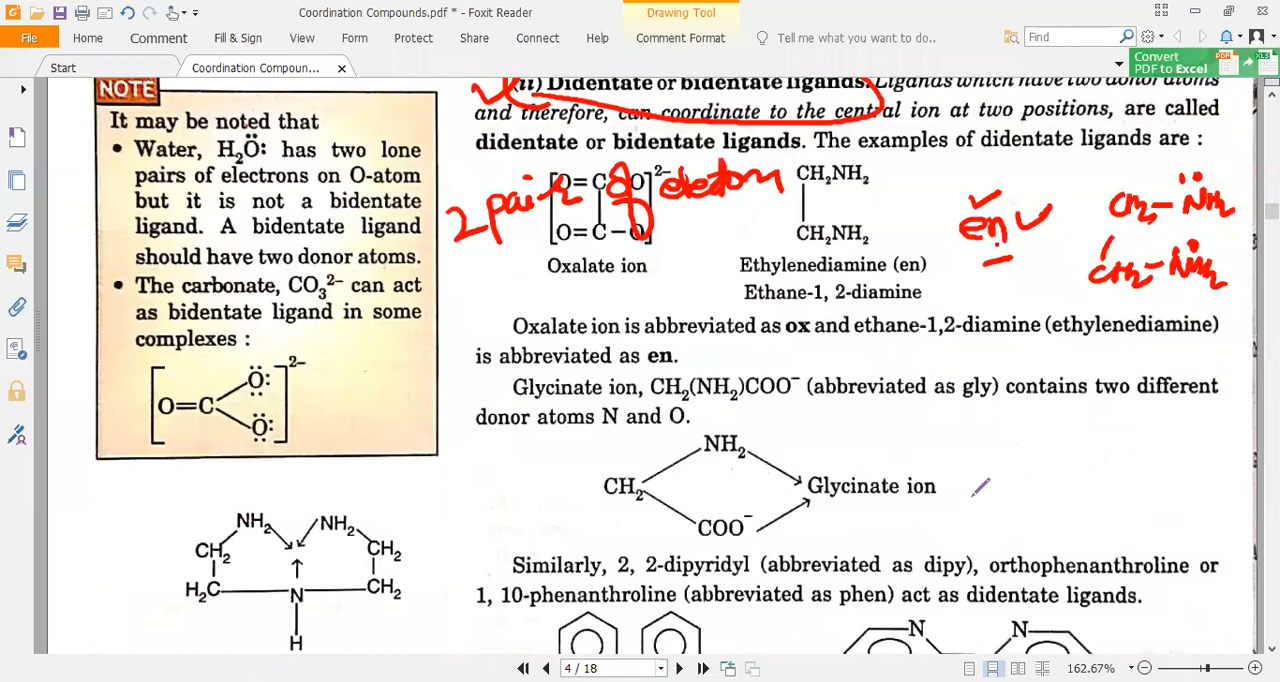 Coordination Compounds.pdf * - Foxit Reader
Drawing Tool
File Home Comment Fill & Sign View Form Protect Share Connect Help Comment Format Tell me what you want to do.. Find
Start Coordination Compoun... Convert
PDF to Excel
NOTE
It may be noted that
• Water, H₂Ö: has two lone
pairs of electrons on O-atom
but it is not a bidentate
ligand. A bidentate ligand
should have two donor atoms.
• The carbonate, CO₃²⁻ can act
as bidentate ligand in some
complexes :
O=C Ö: Ö: 2–
NH₂ NH₂
CH₂ CH₂
H₂C N CH₂
H
(ii) Didentate or bidentate ligands. Ligands which have two donor atoms
and therefore, can coordinate to the central ion at two positions, are called
didentate or bidentate ligands. The examples of didentate ligands are :
2 pairs of electron
O=C–O 2–
O=C–O
Oxalate ion
CH₂NH₂
CH₂NH₂
Ethylenediamine (en)
Ethane-1, 2-diamine
en
CH₂–N̈H₂
CH₂–N̈H₂
Oxalate ion is abbreviated as ox and ethane-1,2-diamine (ethylenediamine)
is abbreviated as en.
Glycinate ion, CH₂(NH₂)COO⁻ (abbreviated as gly) contains two different
donor atoms N and O.
NH₂
CH₂ Glycinate ion
COO⁻
Similarly, 2, 2-dipyridyl (abbreviated as dipy), orthophenanthroline or
1, 10-phenanthroline (abbreviated as phen) act as didentate ligands.
N N
4 / 18 162.67%